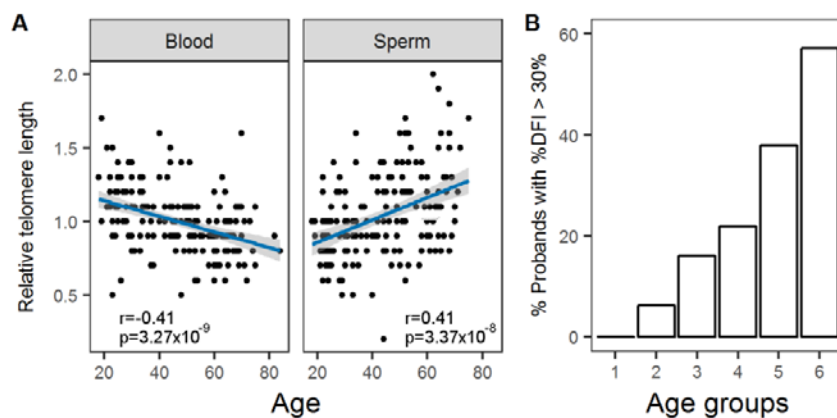 A
Blood
Sperm
Relative telomere length
2.0
1.5
1.0
0.5
r=-0.41
p=3.27x10⁻⁹
r=0.41
p=3.37x10⁻⁸
20 40 60 80
20 40 60 80
Age
B
% Probands with %DFI > 30%
60
40
20
0
1 2 3 4 5 6
Age groups